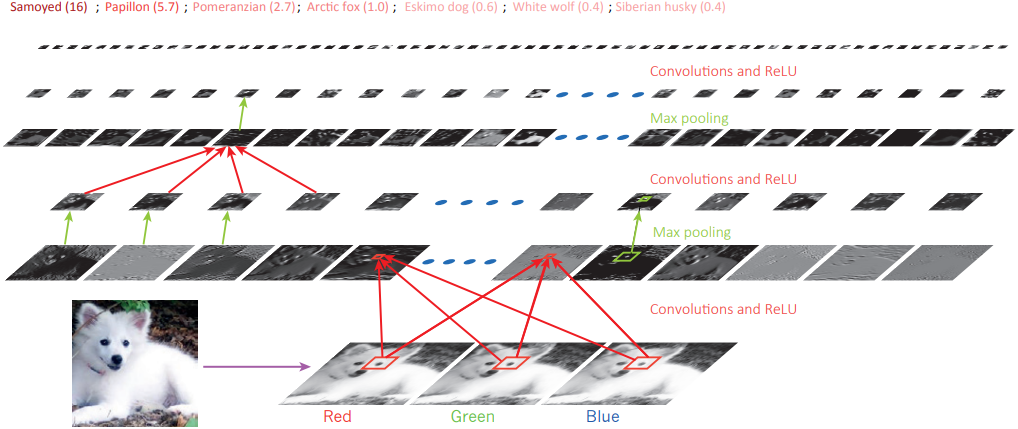 Samoyed (16) ; Papillon (5.7) ; Pomeranzian (2.7) ; Arctic fox (1.0) ; Eskimo dog (0.6) ; White wolf (0.4) ; Siberian husky (0.4)
Convolutions and ReLU
Max pooling
Convolutions and ReLU
Max pooling
Convolutions and ReLU
Red Green Blue